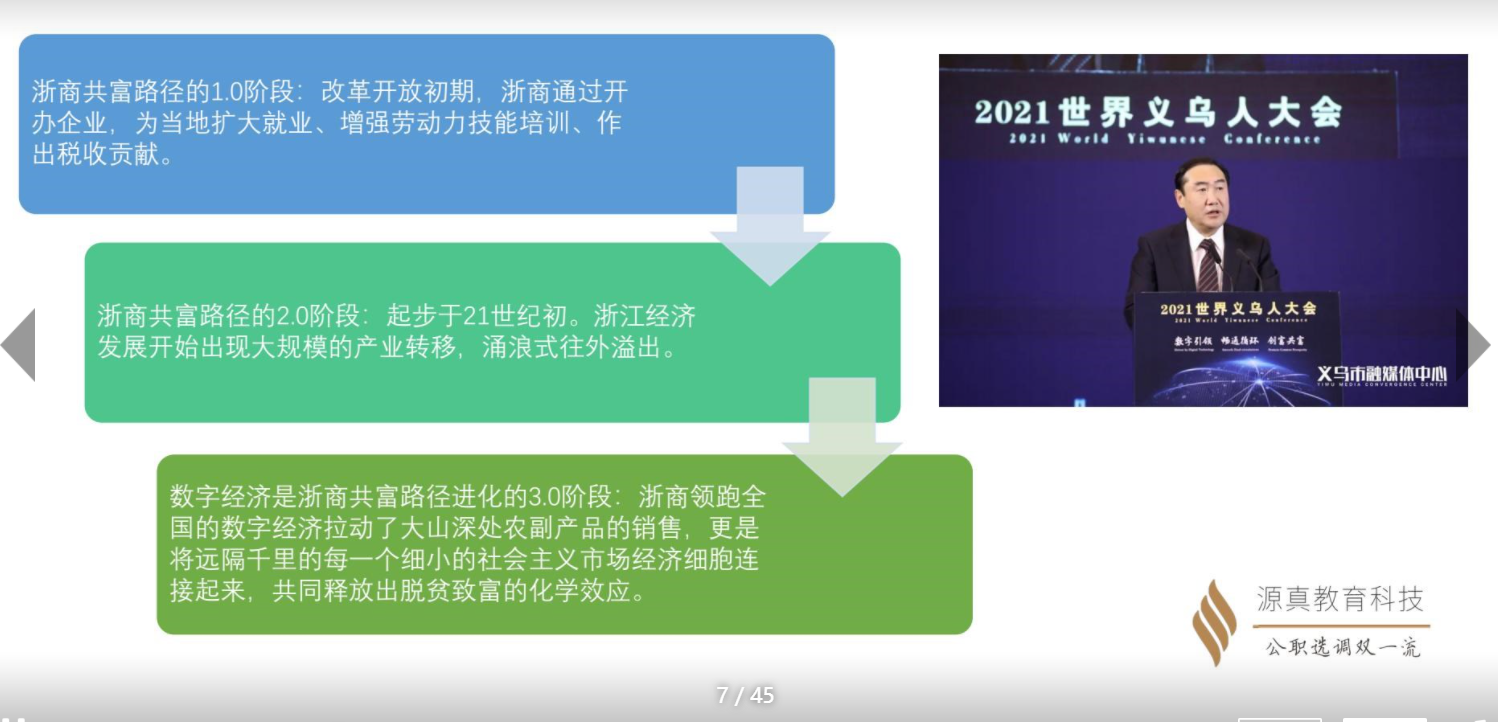 浙商共富路径的1.0阶段：改革开放初期，浙商通过开
办企业，为当地扩大就业、增强劳动力技能培训、作
出税收贡献。
浙商共富路径的2.0阶段：起步于21世纪初。浙江经济
发展开始出现大规模的产业转移，涌浪式往外溢出。
数字经济是浙商共富路径进化的3.0阶段：浙商领跑全
国的数字经济拉动了大山深处农副产品的销售，更是
将远隔千里的每一个细小的社会主义市场经济细胞连
接起来，共同释放出脱贫致富的化学效应。
2021世界义乌人大会
2021 World Yiwunese Conference
2021世界义乌人大会
2021 World Yiwunese Conference
数字引领 畅通循环 创富共富
义乌市融媒体中心
YIWU MEDIA CONVERGENCE CENTER
源真教育科技
公职选调双一流
7 / 45